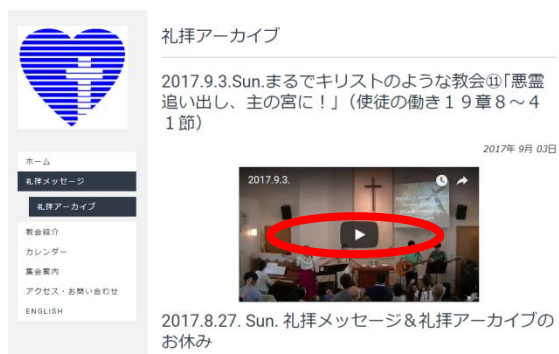 礼拝アーカイブ
2017.9.3.Sun.まるでキリストのような教会⑪「悪霊
追い出し、主の宮に！」（使徒の働き１９章８～４
１節）
2017年 9月 03日
ホーム
礼拝メッセージ
礼拝アーカイブ
教会紹介
カレンダー
集会案内
アクセス・お問い合わせ
ENGLISH
2017.9.3.
2017.8.27. Sun. 礼拝メッセージ＆礼拝アーカイブの
お休み